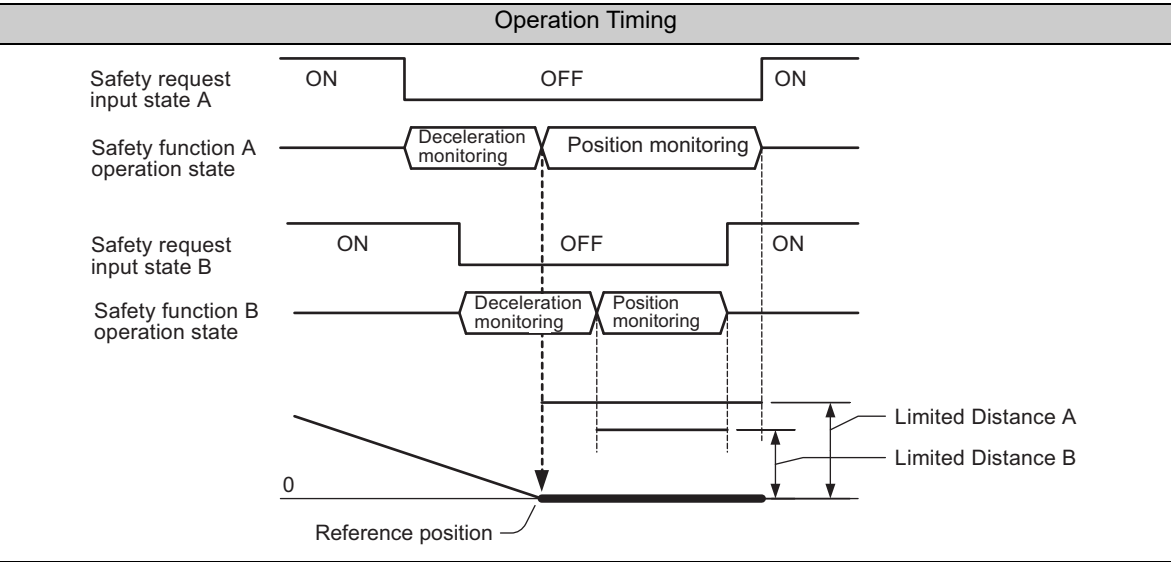 Operation Timing
Safety request
input state A
ON
OFF
ON
Safety function A
operation state
Deceleration
monitoring
Position monitoring
Safety request
input state B
ON
OFF
ON
Safety function B
operation state
Deceleration
monitoring
Position
monitoring
Limited Distance A
Limited Distance B
0
Reference position